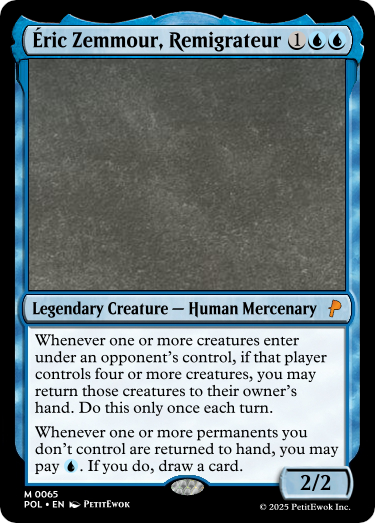 Éric Zemmour, Remigrateur 1
Legendary Creature — Human Mercenary
Whenever one or more creatures enter
under an opponent's control, if that player
controls four or more creatures, you may
return those creatures to their owner's
hand. Do this only once each turn.
Whenever one or more permanents you
don't control are returned to hand, you may
pay . If you do, draw a card.
2/2
M 0065
POL • EN PetitEwok
© 2025 PetitEwok Inc.